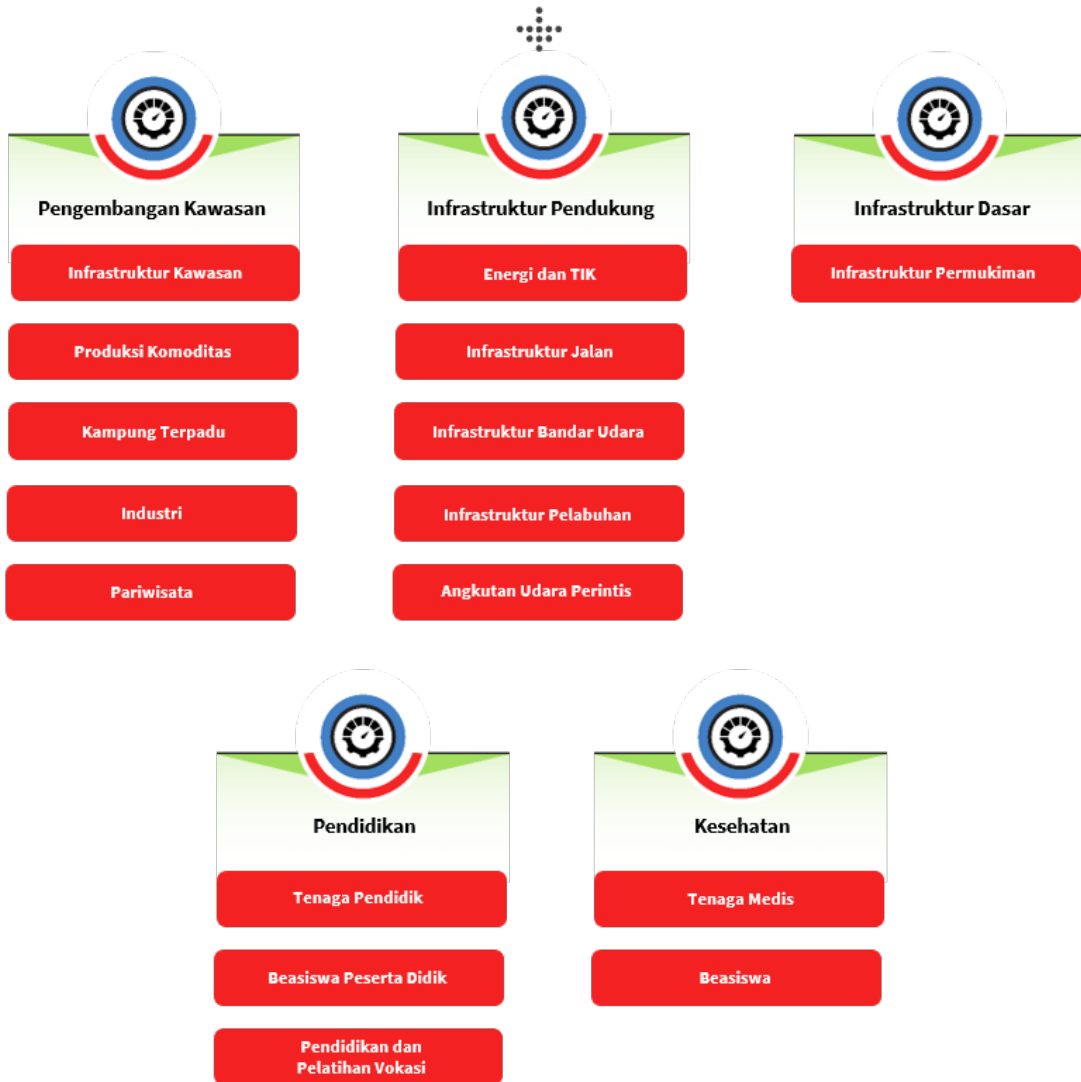 Pengembangan Kawasan
Infrastruktur Kawasan
Produksi Komoditas
Kampung Terpadu
Industri
Pariwisata
Infrastruktur Pendukung
Energi dan TIK
Infrastruktur Jalan
Infrastruktur Bandar Udara
Infrastruktur Pelabuhan
Angkutan Udara Perintis
Infrastruktur Dasar
Infrastruktur Permukiman
Pendidikan
Tenaga Pendidik
Beasiswa Peserta Didik
Pendidikan dan
Pelatihan Vokasi
Kesehatan
Tenaga Medis
Beasiswa